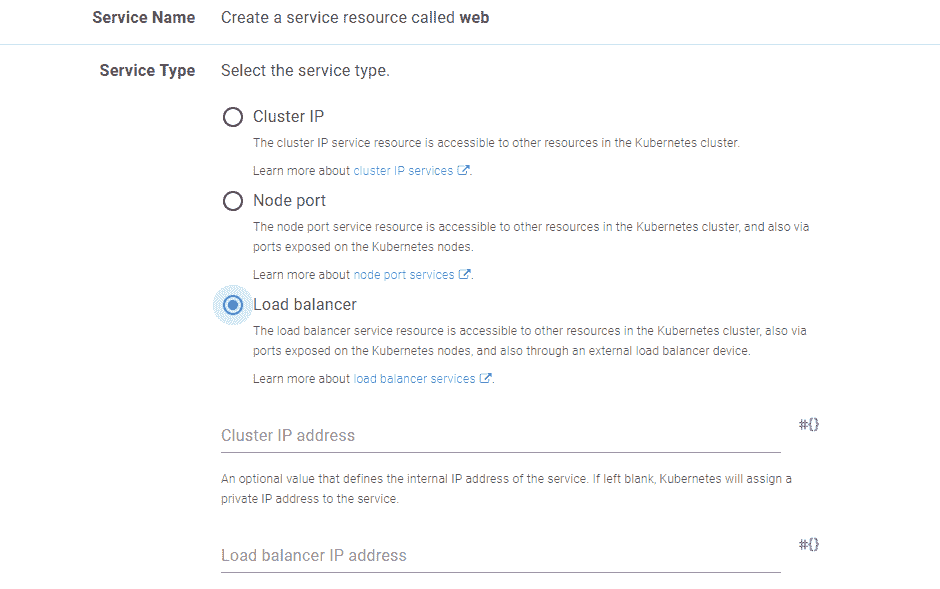 Service Name Create a service resource called web
Service Type Select the service type.
Cluster IP
The cluster IP service resource is accessible to other resources in the Kubernetes cluster.
Learn more about cluster IP services.
Node port
The node port service resource is accessible to other resources in the Kubernetes cluster, and also via
ports exposed on the Kubernetes nodes.
Learn more about node port services.
Load balancer
The load balancer service resource is accessible to other resources in the Kubernetes cluster, also via
ports exposed on the Kubernetes nodes, and also through an external load balancer device.
Learn more about load balancer services.
#{}
Cluster IP address
An optional value that defines the internal IP address of the service. If left blank, Kubernetes will assign a
private IP address to the service.
#{}
Load balancer IP address